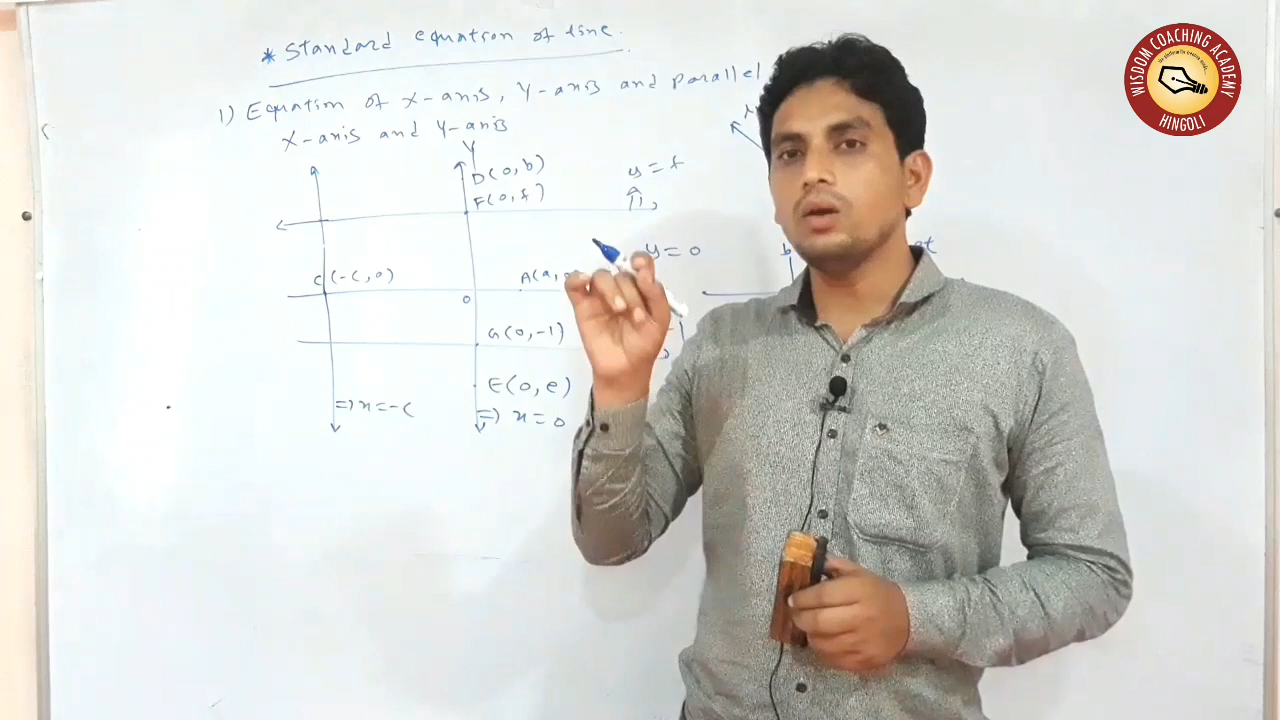 * Standard equation of line.
1) Equation of X-axis, Y-axis and parallel
X-axis and Y-axis
Y
D(0,b)
F(0,f)
y = f
y = 0
b
C(-c,0)
A(a,
0
G(0,-1)
-1
E(0,e)
=) x=-c
=) x = 0
WISDOM COACHING ACADEMY
HINGOLI